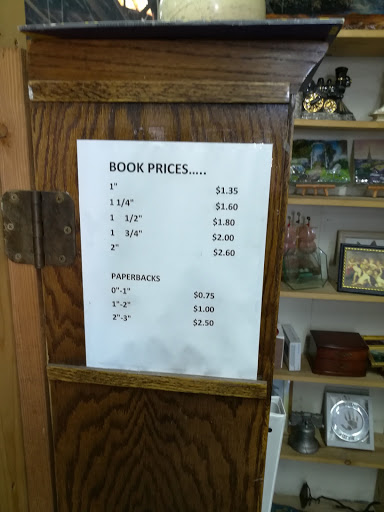 BOOK PRICES.....
1" $1.35
1 1/4" $1.60
1 1/2" $1.80
1 3/4" $2.00
2" $2.60
PAPERBACKS
0"-1" $0.75
1"-2" $1.00
2"-3" $2.50